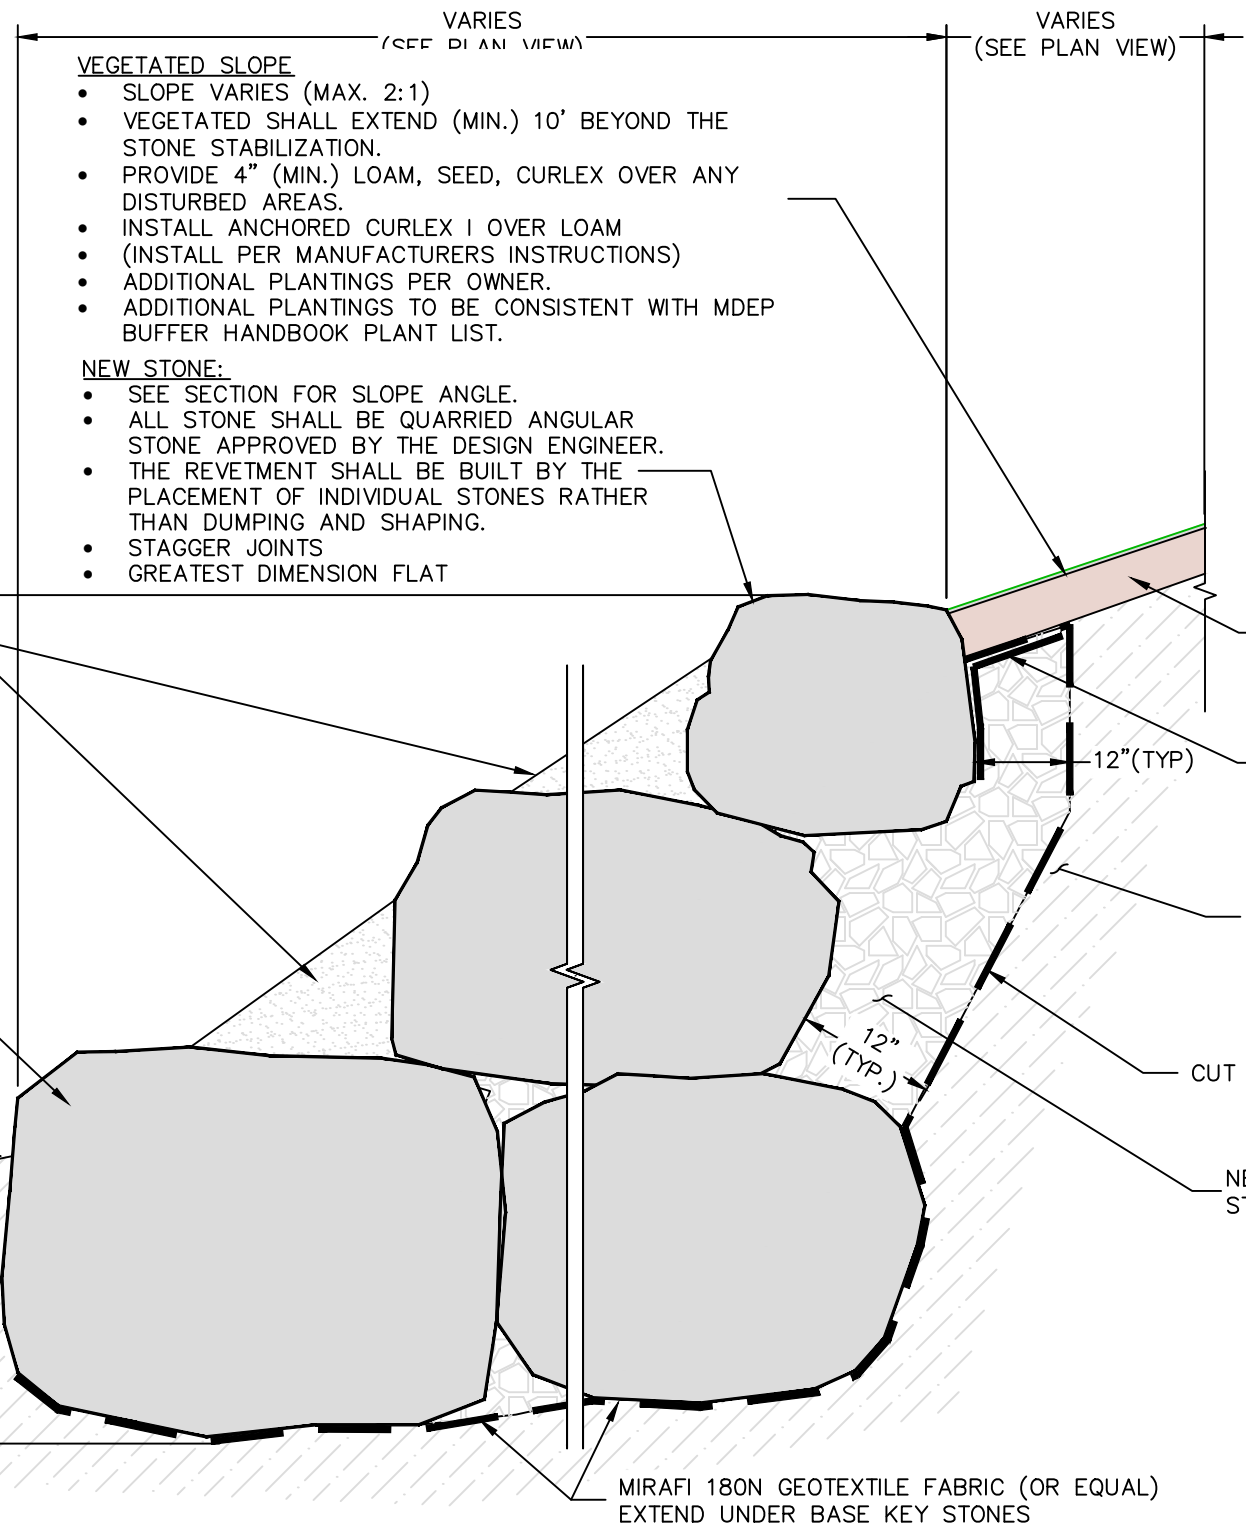 VARIES
(SEE PLAN VIEW)
VARIES
(SEE PLAN VIEW)
VEGETATED SLOPE
• SLOPE VARIES (MAX. 2:1)
• VEGETATED SHALL EXTEND (MIN.) 10' BEYOND THE
STONE STABILIZATION.
• PROVIDE 4" (MIN.) LOAM, SEED, CURLEX OVER ANY
DISTURBED AREAS.
• INSTALL ANCHORED CURLEX I OVER LOAM
• (INSTALL PER MANUFACTURERS INSTRUCTIONS)
• ADDITIONAL PLANTINGS PER OWNER.
• ADDITIONAL PLANTINGS TO BE CONSISTENT WITH MDEP
BUFFER HANDBOOK PLANT LIST.
NEW STONE:
• SEE SECTION FOR SLOPE ANGLE.
• ALL STONE SHALL BE QUARRIED ANGULAR
STONE APPROVED BY THE DESIGN ENGINEER.
• THE REVETMENT SHALL BE BUILT BY THE
PLACEMENT OF INDIVIDUAL STONES RATHER
THAN DUMPING AND SHAPING.
• STAGGER JOINTS
• GREATEST DIMENSION FLAT
12"(TYP)
12"
(TYP.)
CUT
MIRAFI 180N GEOTEXTILE FABRIC (OR EQUAL)
EXTEND UNDER BASE KEY STONES